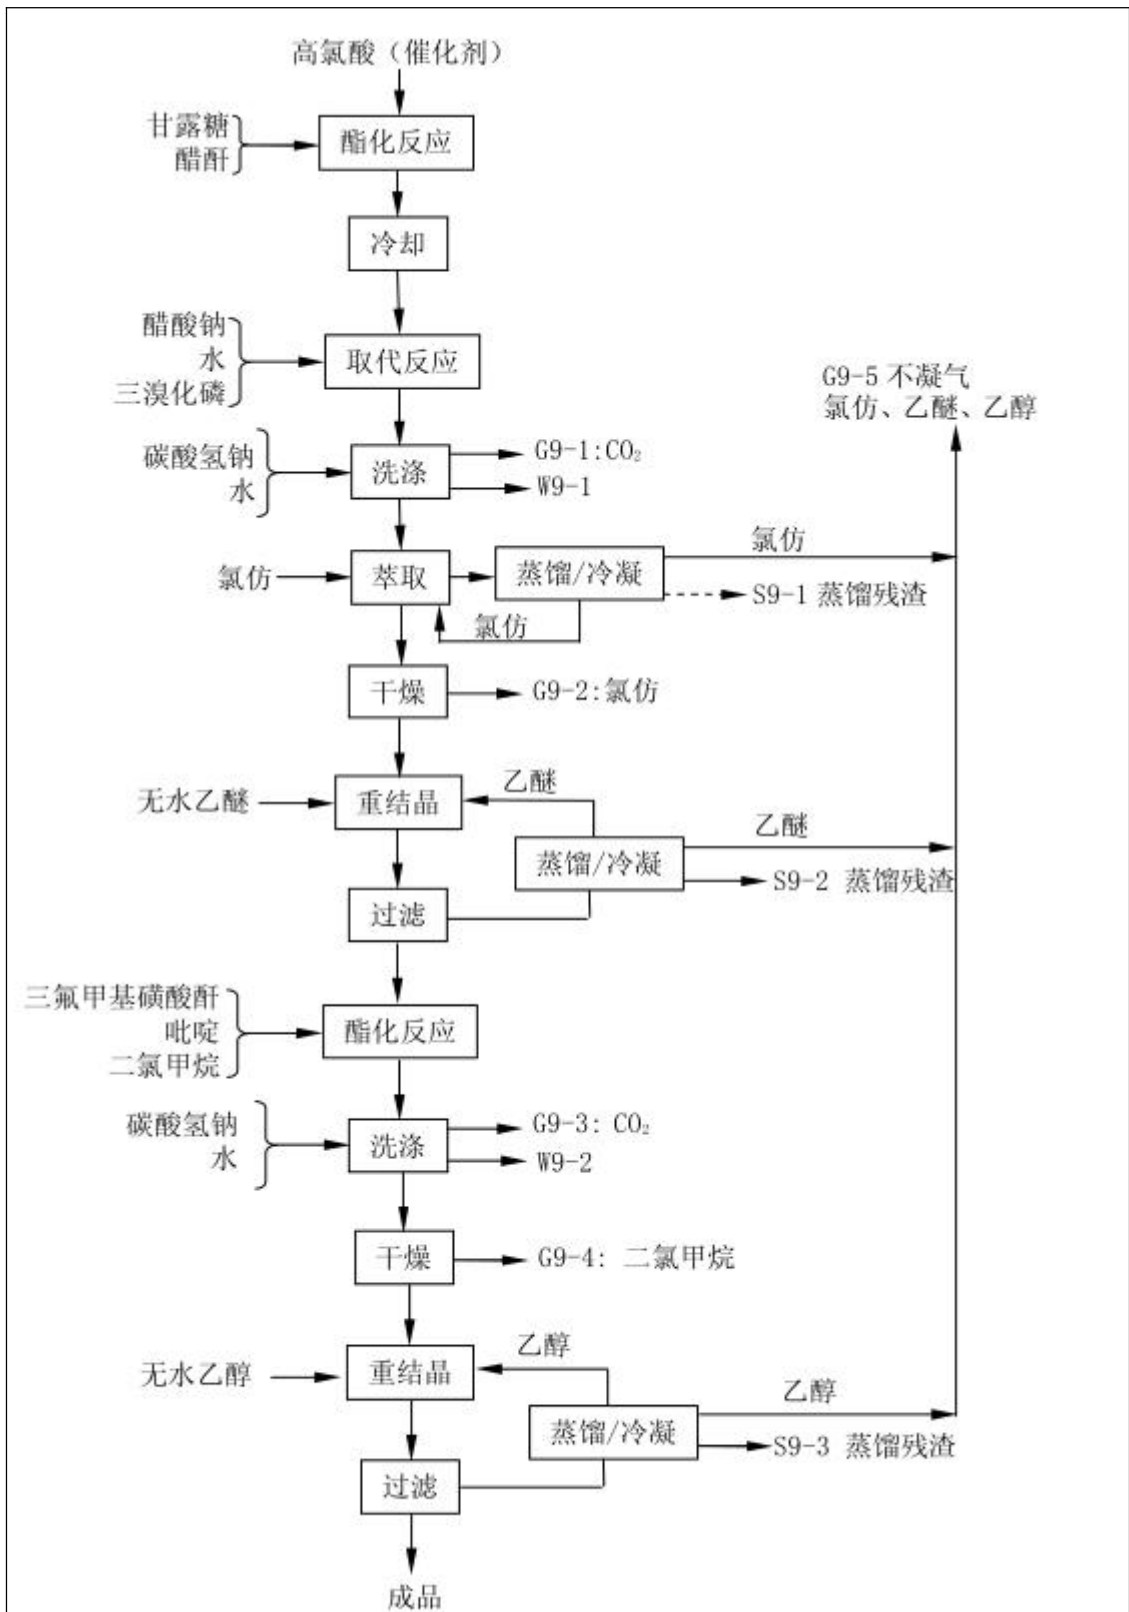 高氯酸（催化剂）
甘露糖
醋酐
酯化反应
冷却
醋酸钠
水
三溴化磷
取代反应
G9-5 不凝气
氯仿、乙醚、乙醇
碳酸氢钠
水
洗涤
G9-1:CO₂
W9-1
氯仿
萃取
蒸馏/冷凝
氯仿
S9-1 蒸馏残渣
氯仿
干燥
G9-2:氯仿
无水乙醚
重结晶
乙醚
蒸馏/冷凝
乙醚
S9-2 蒸馏残渣
过滤
三氟甲基磺酸酐
吡啶
二氯甲烷
酯化反应
碳酸氢钠
水
洗涤
G9-3: CO₂
W9-2
干燥
G9-4: 二氯甲烷
无水乙醇
重结晶
乙醇
蒸馏/冷凝
乙醇
S9-3 蒸馏残渣
过滤
成品